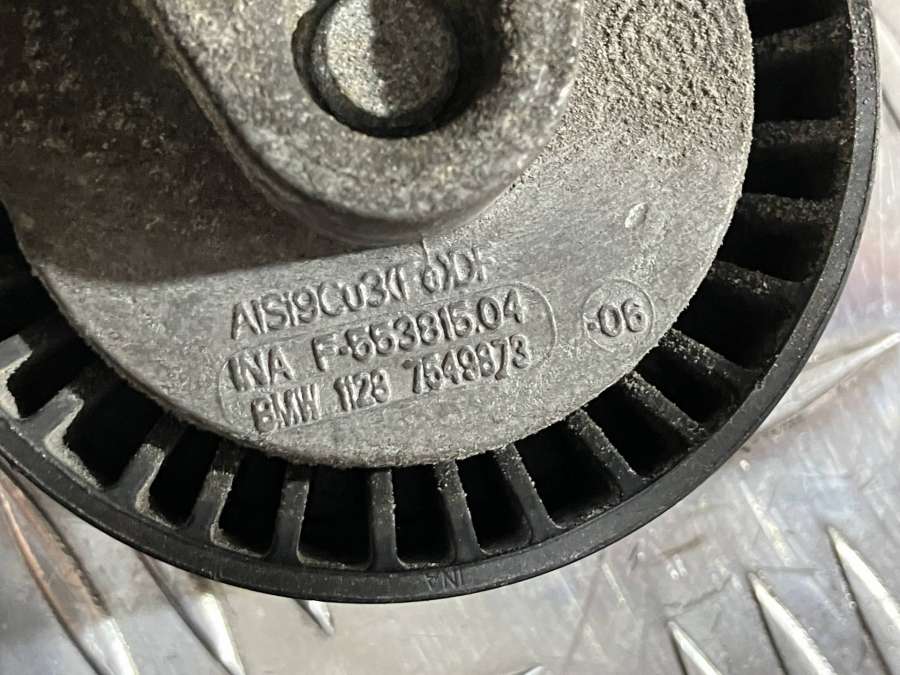 AlSi9Cu3(Fe)DF
INA F-553815.04
BMW 1128 7549873
-06
INA